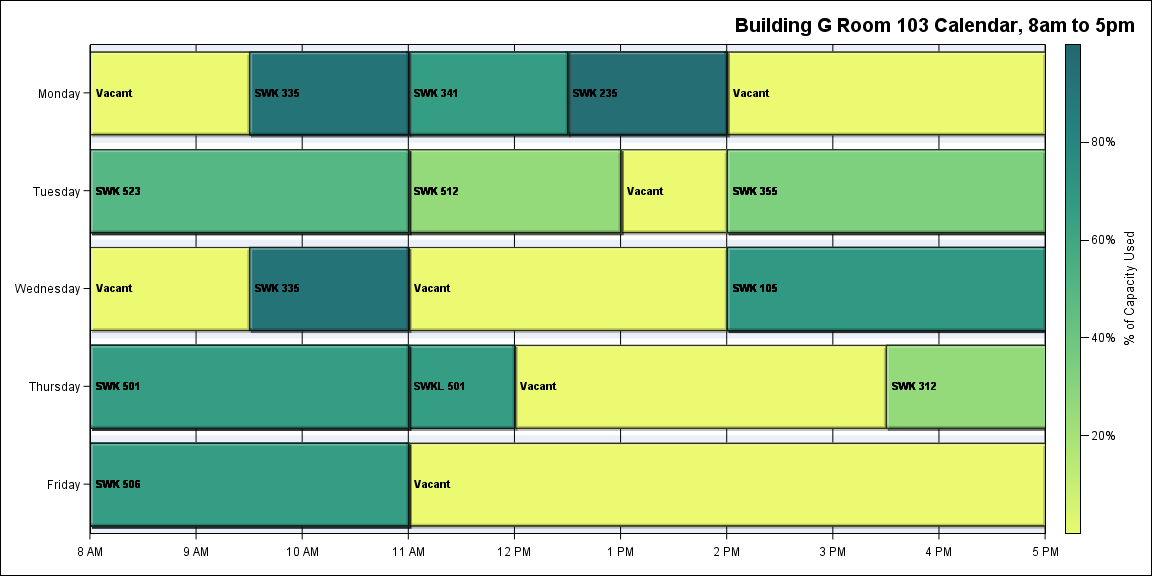 Building G Room 103 Calendar, 8am to 5pm
Monday
Vacant
SWK 335
SWK 341
SWK 235
Vacant
Tuesday
SWK 523
SWK 512
Vacant
SWK 355
Wednesday
Vacant
SWK 335
Vacant
SWK 105
Thursday
SWK 501
SWKL 501
Vacant
SWK 312
Friday
SWK 506
Vacant
8 AM
9 AM
10 AM
11 AM
12 PM
1 PM
2 PM
3 PM
4 PM
5 PM
80%
60%
40%
20%
% of Capacity Used